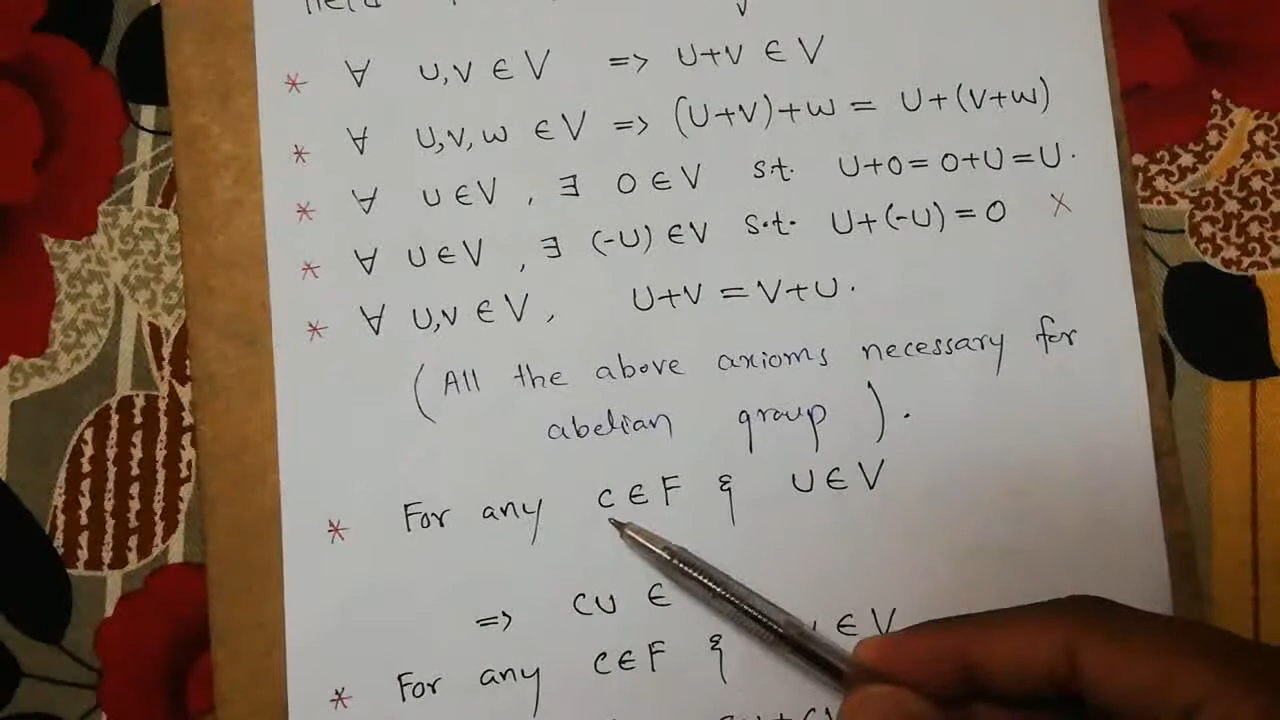 * ∀ U,V ∈ V => U+V ∈ V
* ∀ U,V,W ∈ V => (U+V)+W = U+(V+W)
* ∀ U ∈ V , ∃ 0 ∈ V s.t. U+0 = 0+U = U.
* ∀ U ∈ V , ∃ (-U) ∈ V s.t. U+(-U) = 0 ×
* ∀ U,V ∈ V, U+V = V+U.
(All the above axioms necessary for
abelian group).
* For any C ∈ F & U ∈ V
=> CU ∈
* For any C ∈ F & ∈ V